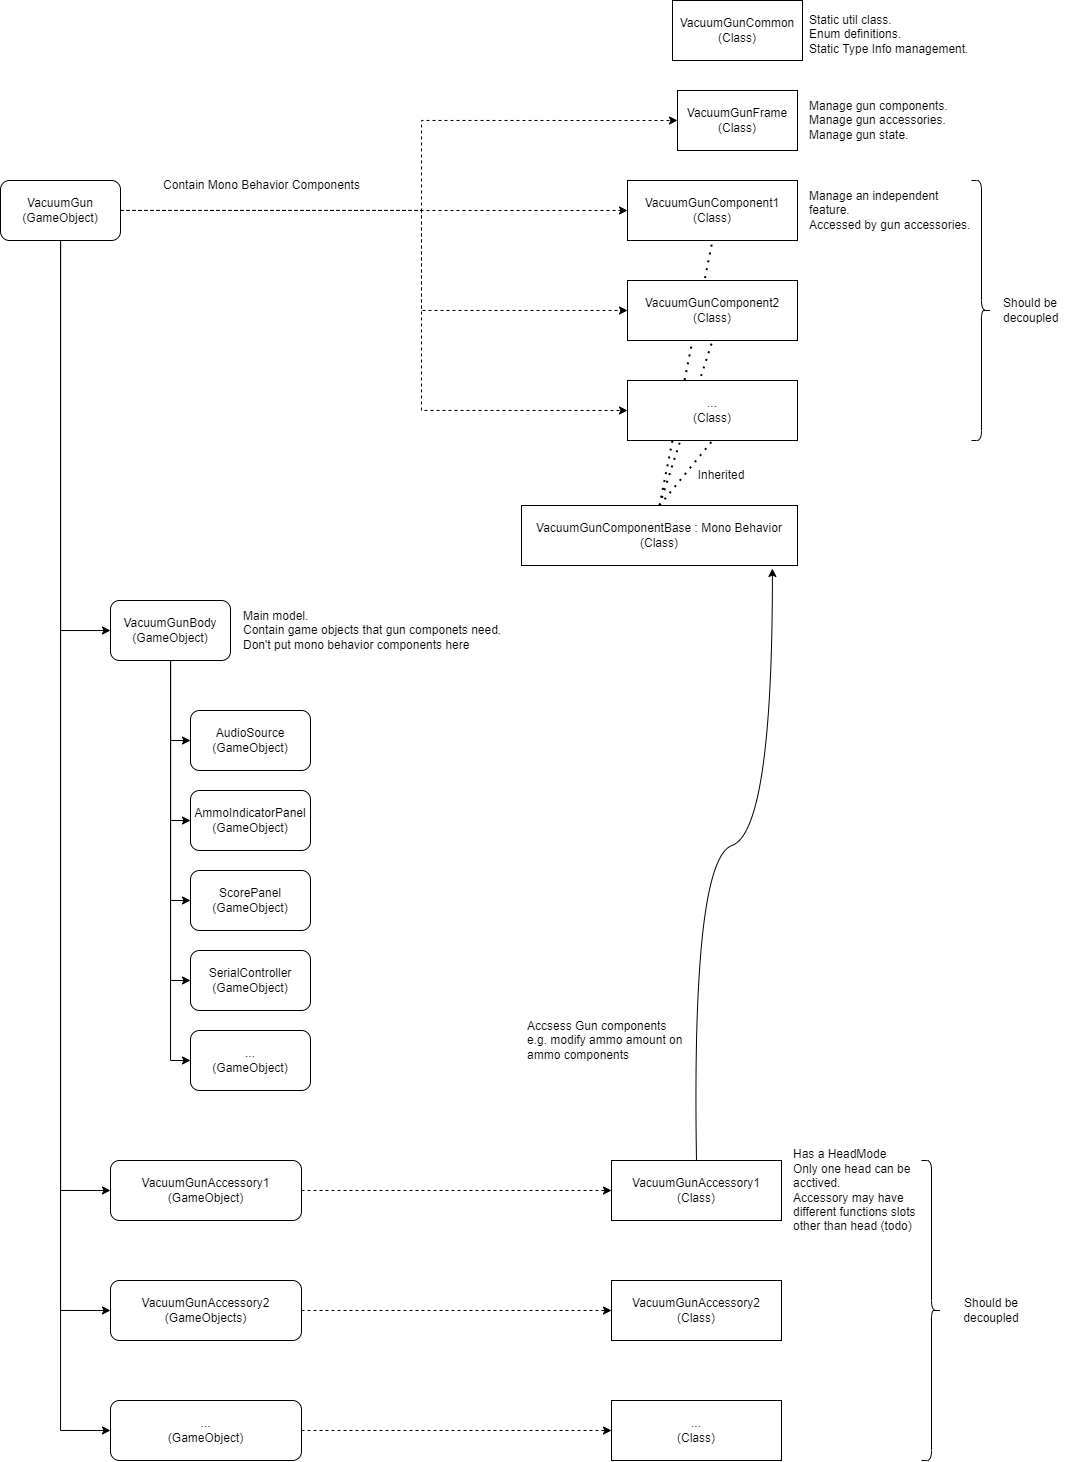 VacuumGunCommon
(Class)
Static util class.
Enum definitions.
Static Type Info management.
VacuumGunFrame
(Class)
Manage gun components.
Manage gun accessories.
Manage gun state.
VacuumGun
(GameObject)
Contain Mono Behavior Components
VacuumGunComponent1
(Class)
Manage an independent
feature.
Accessed by gun accessories.
VacuumGunComponent2
(Class)
Should be
decoupled
...
(Class)
Inherited
VacuumGunComponentBase : Mono Behavior
(Class)
VacuumGunBody
(GameObject)
Main model.
Contain game objects that gun componets need.
Don't put mono behavior components here
AudioSource
(GameObject)
AmmoIndicatorPanel
(GameObject)
ScorePanel
(GameObject)
SerialController
(GameObject)
...
(GameObject)
Accsess Gun components
e.g. modify ammo amount on
ammo components
VacuumGunAccessory1
(GameObject)
VacuumGunAccessory1
(Class)
Has a HeadMode
Only one head can be
acctived.
Accessory may have
different functions slots
other than head (todo)
VacuumGunAccessory2
(GameObjects)
VacuumGunAccessory2
(Class)
Should be
decoupled
...
(GameObject)
...
(Class)